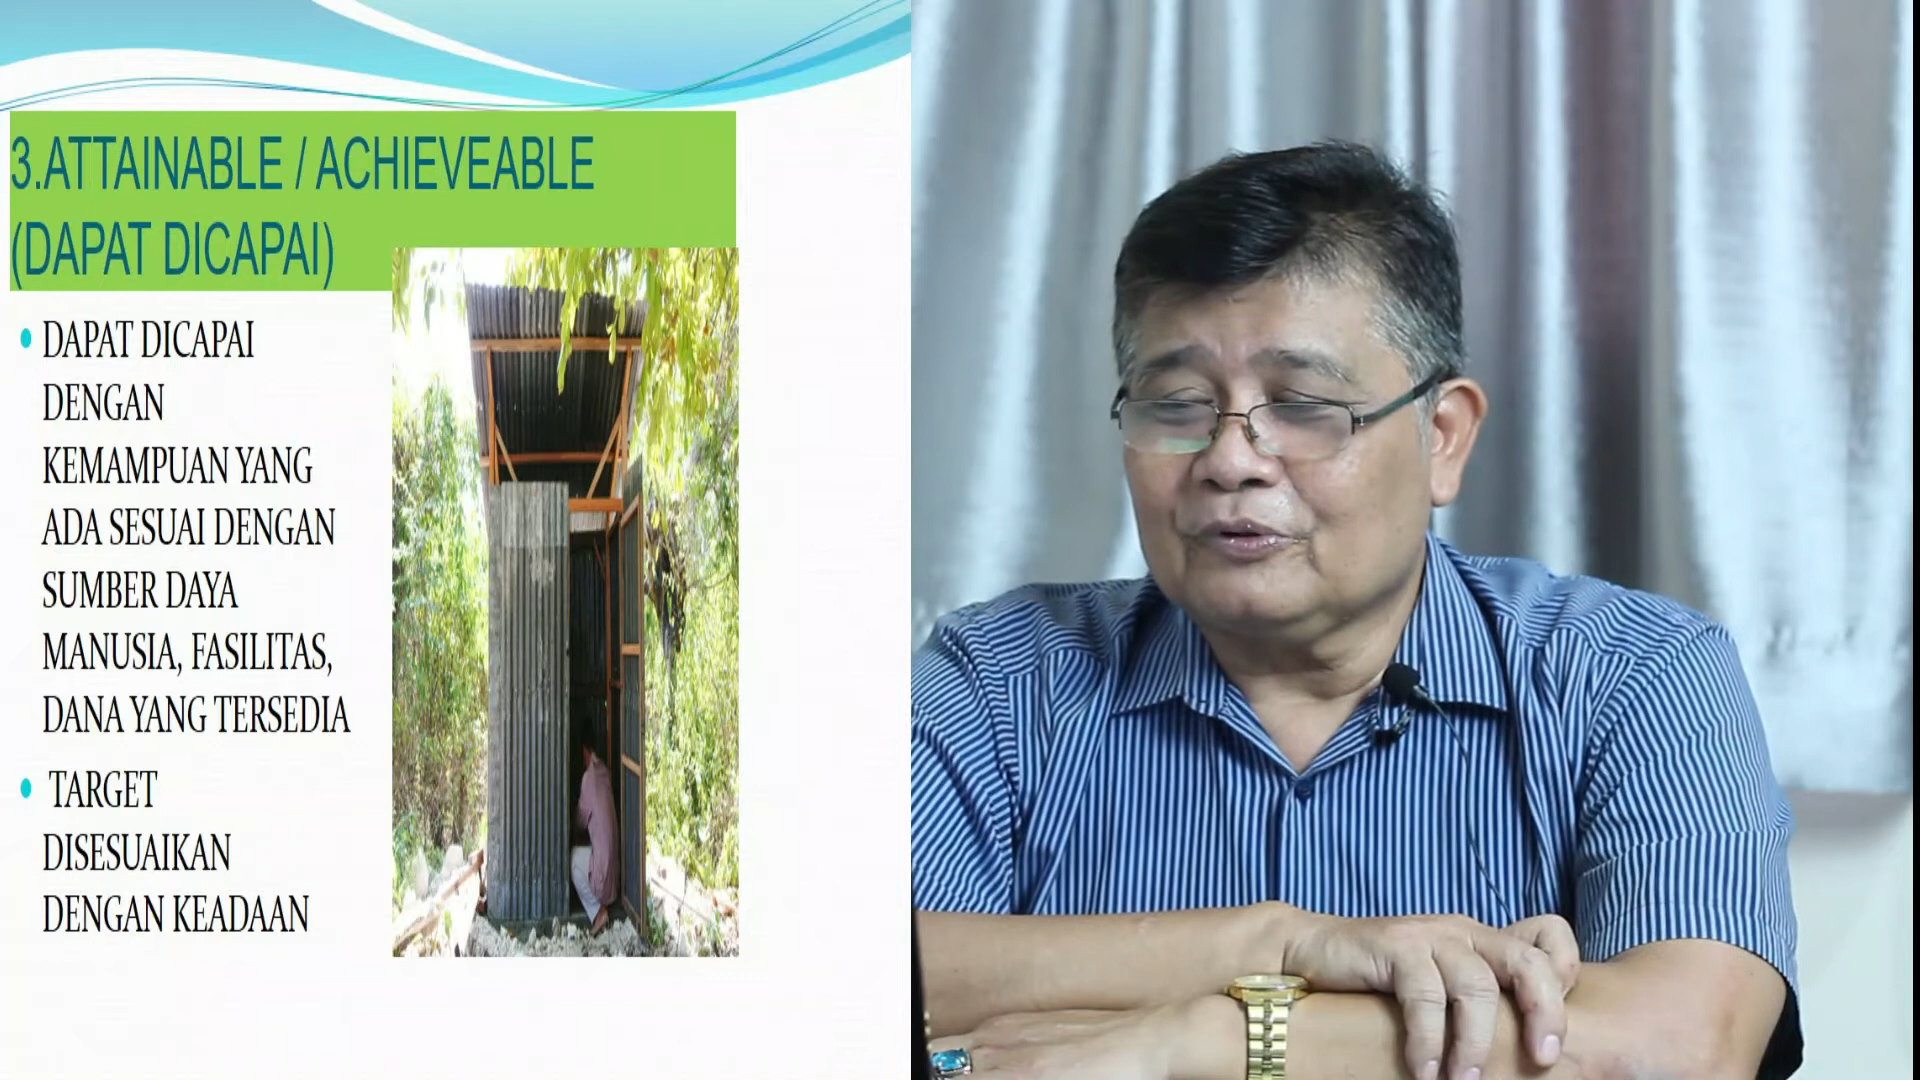 3.ATTAINABLE / ACHIEVEABLE
(DAPAT DICAPAI)
• DAPAT DICAPAI
DENGAN
KEMAMPUAN YANG
ADA SESUAI DENGAN
SUMBER DAYA
MANUSIA, FASILITAS,
DANA YANG TERSEDIA
• TARGET
DISESUAIKAN
DENGAN KEADAAN